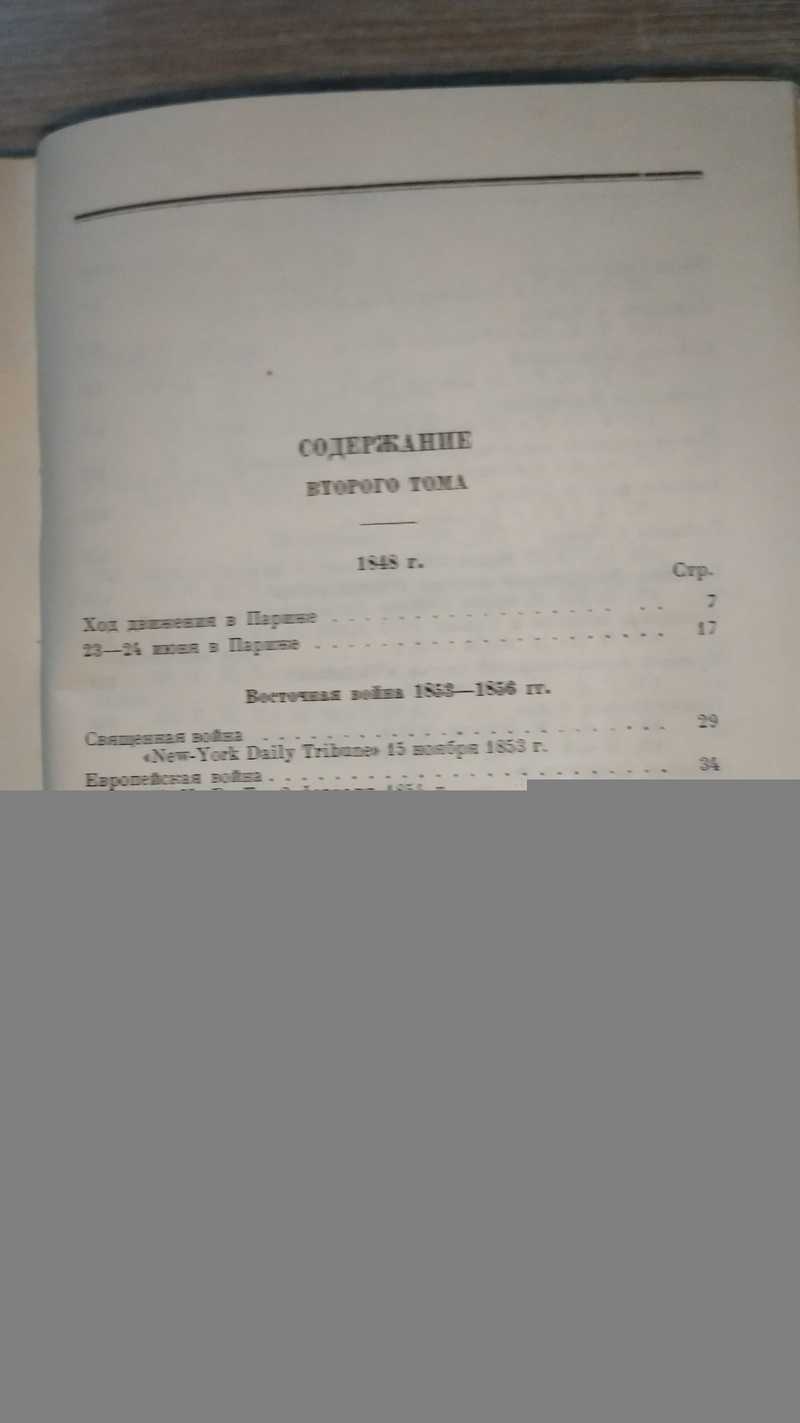 СОДЕРЖАНИЕ
ВТОРОГО ТОМА
1848 г.
Стр.
Ход движения в Париже . . . . . . . . . . . . . . . . . . . . 7
23—24 июня в Париже . . . . . . . . . . . . . . . . . . . . . 17
Восточная война 1853—1856 гг.
Священная война . . . . . . . . . . . . . . . . . . . . . . . . 29
«New-York Daily Tribune» 15 ноября 1853 г.
Европейская война . . . . . . . . . . . . . . . . . . . . . . . 34